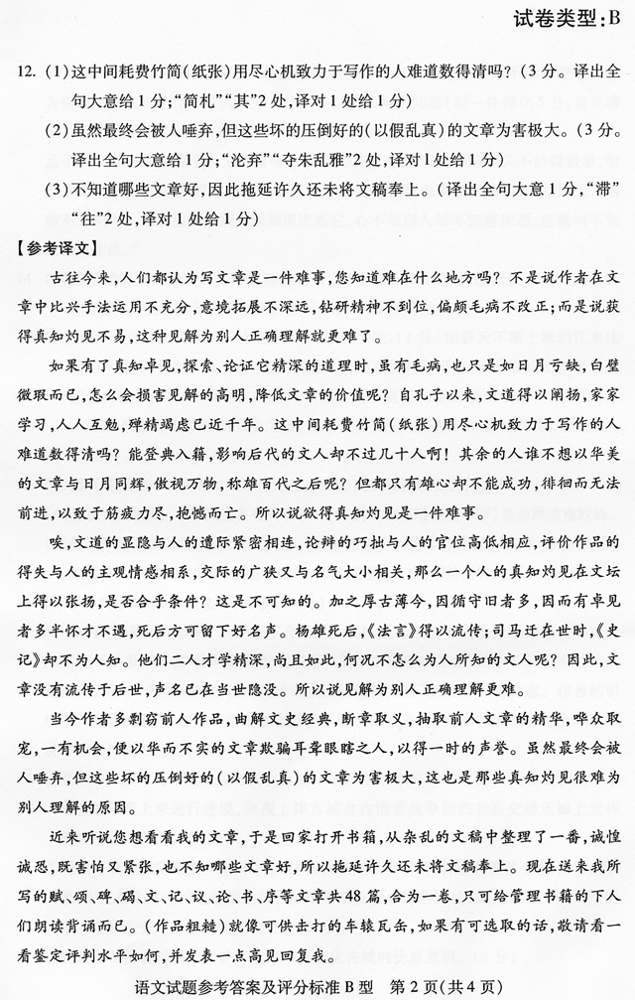 试卷类型:B
12. (1)这中间耗费竹简(纸张)用尽心机致力于写作的人难道数得清吗? (3 分。译出全
句大意给 1 分;“简札”“其”2 处,译对 1 处给 1 分)
(2)虽然最终会被人唾弃,但这些坏的压倒好的(以假乱真)的文章为害极大。(3 分。
译出全句大意给 1 分;“沦弃”“夺朱乱雅”2 处,译对 1 处给 1 分)
(3)不知道哪些文章好,因此拖延许久还未将文稿奉上。(译出全句大意 1 分,“滞”
“往”2 处,译对 1 处给 1 分)
【参考译文】
古往今来,人们都认为写文章是一件难事,您知道难在什么地方吗? 不是说作者在文
章中比兴手法运用不充分,意境拓展不深远,钻研精神不到位,偏颇毛病不改正;而是说获
得真知灼见不易,这种见解为别人正确理解就更难了。
如果有了真知卓见,探索、论证它精深的道理时,虽有毛病,也只是如日月亏缺,白璧
微瑕而已,怎么会损害见解的高明,降低文章的价值呢? 自孔子以来,文道得以阐扬,家家
学习,人人互勉,殚精竭虑已近千年。这中间耗费竹简(纸张)用尽心机致力于写作的人
难道数得清吗? 能登典入籍,影响后代的文人却不过几十人啊! 其余的人谁不想以华美
的文章与日月同辉,傲视万物,称雄百代之后呢? 但都只有雄心却不能成功,徘徊而无法
前进,以致于筋疲力尽,抱憾而亡。所以说欲得真知灼见是一件难事。
唉,文道的显隐与人的遭际紧密相连,论辩的巧拙与人的官位高低相应,评价作品的
得失与人的主观情感相系,交际的广狭又与名气大小相关,那么一个人的真知灼见在文坛
上得以张扬,是否合乎条件? 这是不可知的。加之厚古薄今,因循守旧者多,因而有卓见
者多半怀才不遇,死后方可留下好名声。杨雄死后,《法言》得以流传;司马迁在世时,《史
记》却不为人知。他们二人才学精深,尚且如此,何况不怎么为人所知的文人呢? 因此,文
章没有流传于后世,声名已在当世隐没。所以说见解为别人正确理解更难。
当今作者多剽窃前人作品,曲解文史经典,断章取义,抽取前人文章的精华,哗众取
宠,一有机会,便以华而不实的文章欺骗耳聋眼瞎之人,以得一时的声誉。虽然最终会被
人唾弃,但这些坏的压倒好的(以假乱真)的文章为害极大,这也是那些真知灼见很难为
别人理解的原因。
近来听说您想看看我的文章,于是回家打开书箱,从杂乱的文稿中整理了一番,诚惶
诚恐,既害怕又紧张,也不知哪些文章好,所以拖延许久还未将文稿奉上。现在送来我所
写的赋、颂、碑、碣、文、记、议、论、书、序等文章共48 篇,合为一卷,只可给管理书籍的下人
们朗读背诵而已。(作品粗糙)就像可供击打的车辕瓦缶,如果有可选取的话,敬请看一
看鉴定评判水平如何,并发表一点高见回复我。
语文试题参考答案及评分标准 B 型 第 2 页(共 4 页)